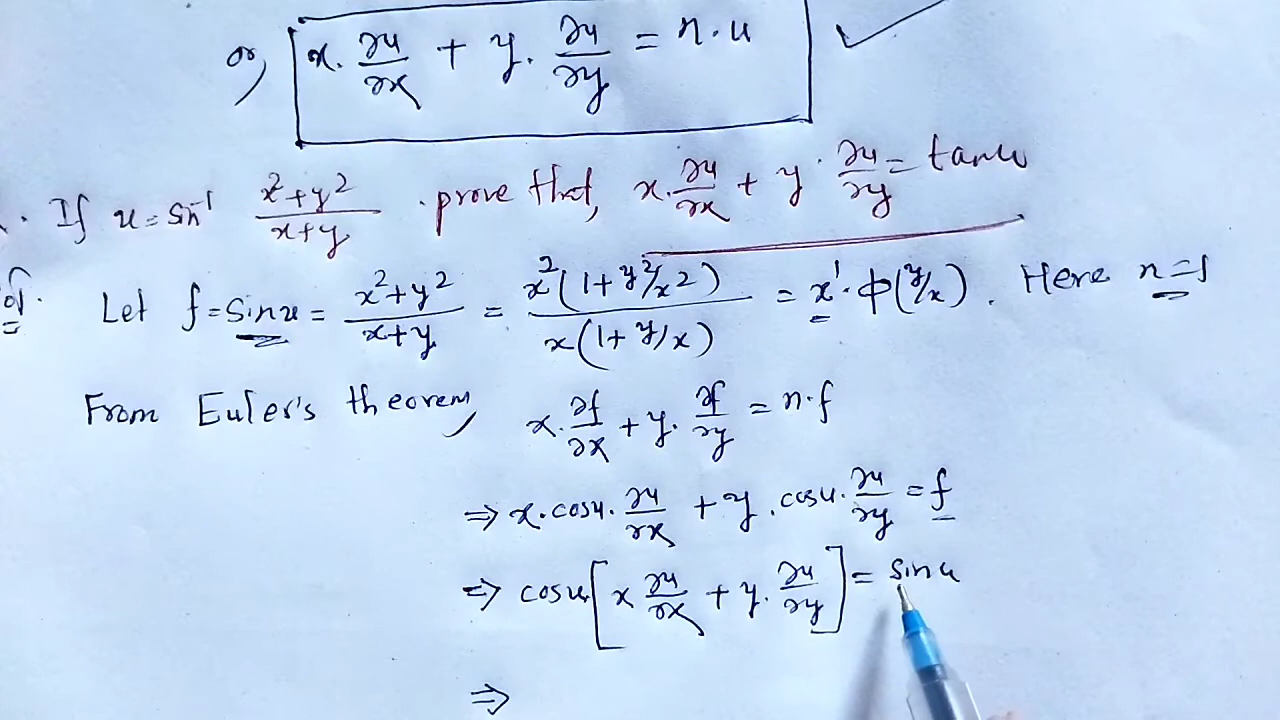 or, x·∂u/∂x + y·∂u/∂y = n·u ✓
. If u = sin⁻¹ (x²+y²)/(x+y) · prove that, x·∂u/∂x + y·∂u/∂y = tanu
Let f = sinu = (x²+y²)/(x+y) = x²(1+y²/x²)/x(1+y/x) = x¹·Φ(y/x). Here n=1
From Euler's theorem, x·∂f/∂x + y·∂f/∂y = n·f
⇒ x·cosu·∂u/∂x + y·cosu·∂u/∂y = f
⇒ cosu[x ∂u/∂x + y·∂u/∂y] = sinu
⇒